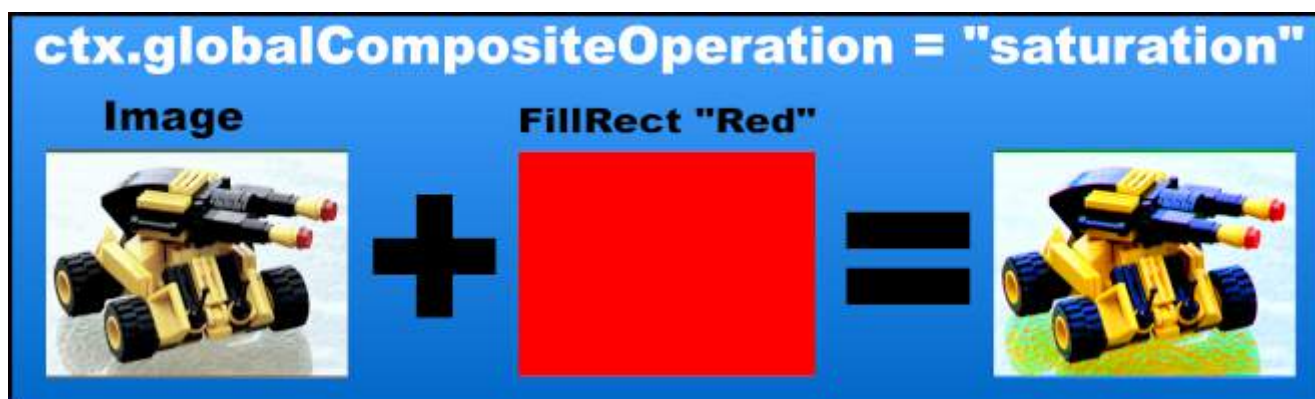 ctx.globalCompositeOperation = "saturation"
Image
FillRect "Red"